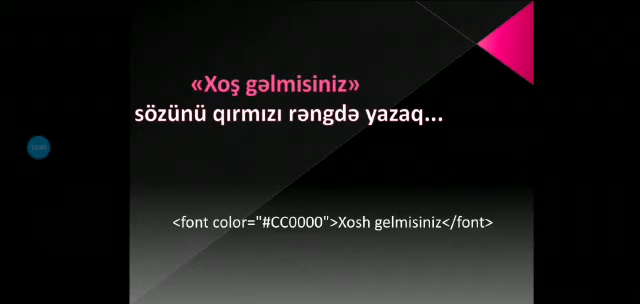 «Xoş gəlmisiniz»
sözünü qırmızı rəngdə yazaq...
<font color="#CC0000">Xosh gelmisiniz</font>